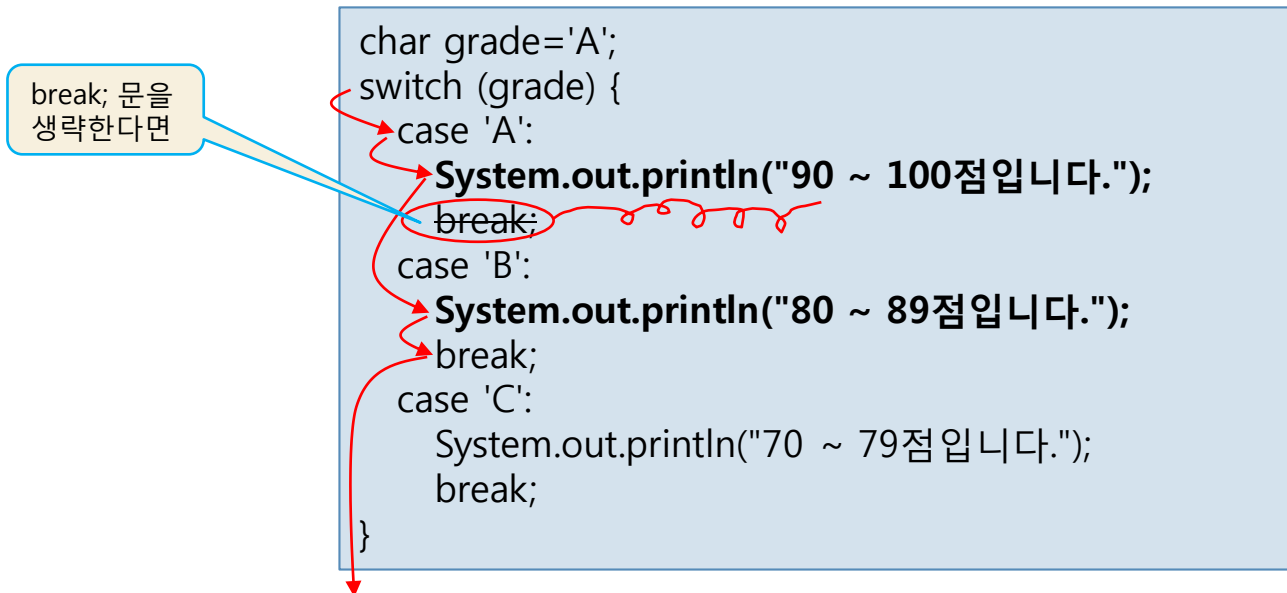 break; 문을
생략한다면
char grade='A';
switch (grade) {
case 'A':
System.out.println("90 ~ 100점입니다.");
break;
case 'B':
System.out.println("80 ~ 89점입니다.");
break;
case 'C':
System.out.println("70 ~ 79점입니다.");
break;
}